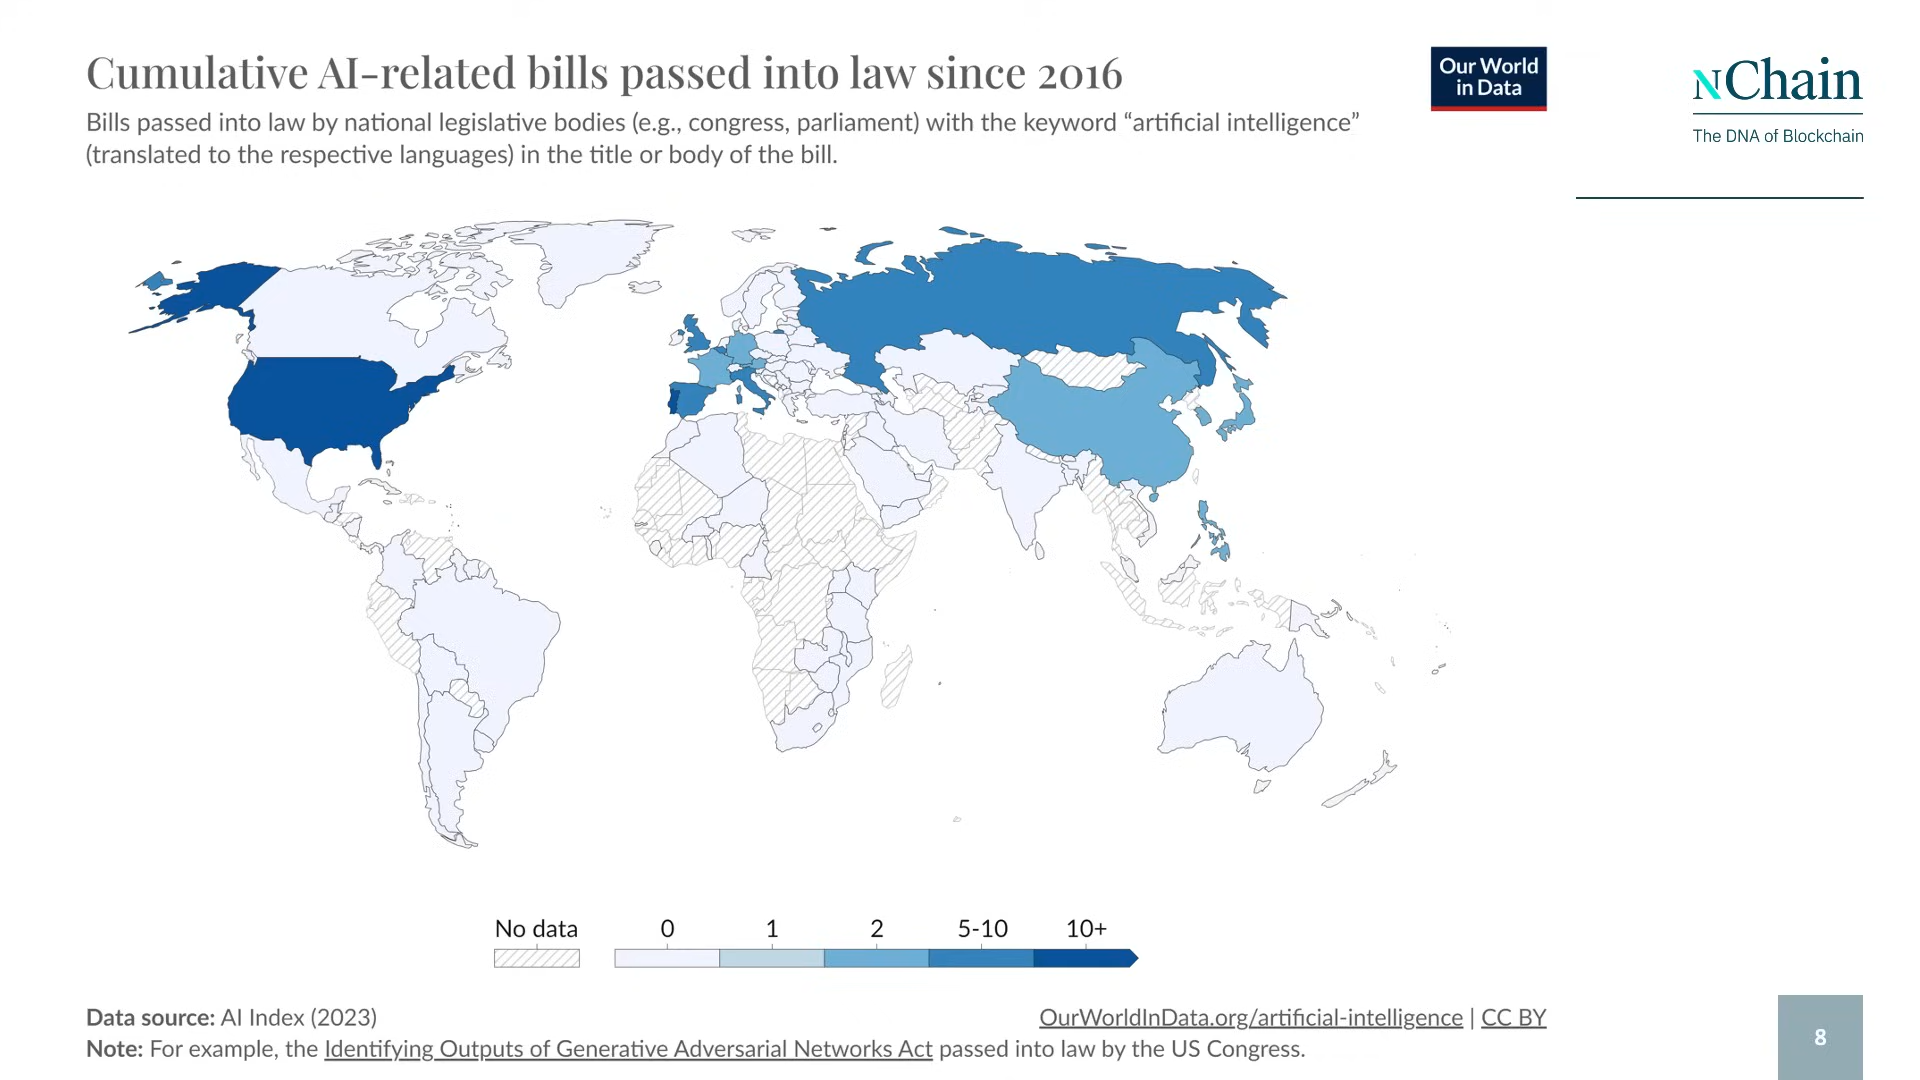 Cumulative AI-related bills passed into law since 2016
Bills passed into law by national legislative bodies (e.g., congress, parliament) with the keyword “artificial intelligence”
(translated to the respective languages) in the title or body of the bill.
Our World
in Data
nChain
The DNA of Blockchain
No data 0 1 2 5-10 10+
Data source: AI Index (2023)
OurWorldInData.org/artificial-intelligence | CC BY
Note: For example, the Identifying Outputs of Generative Adversarial Networks Act passed into law by the US Congress.
8